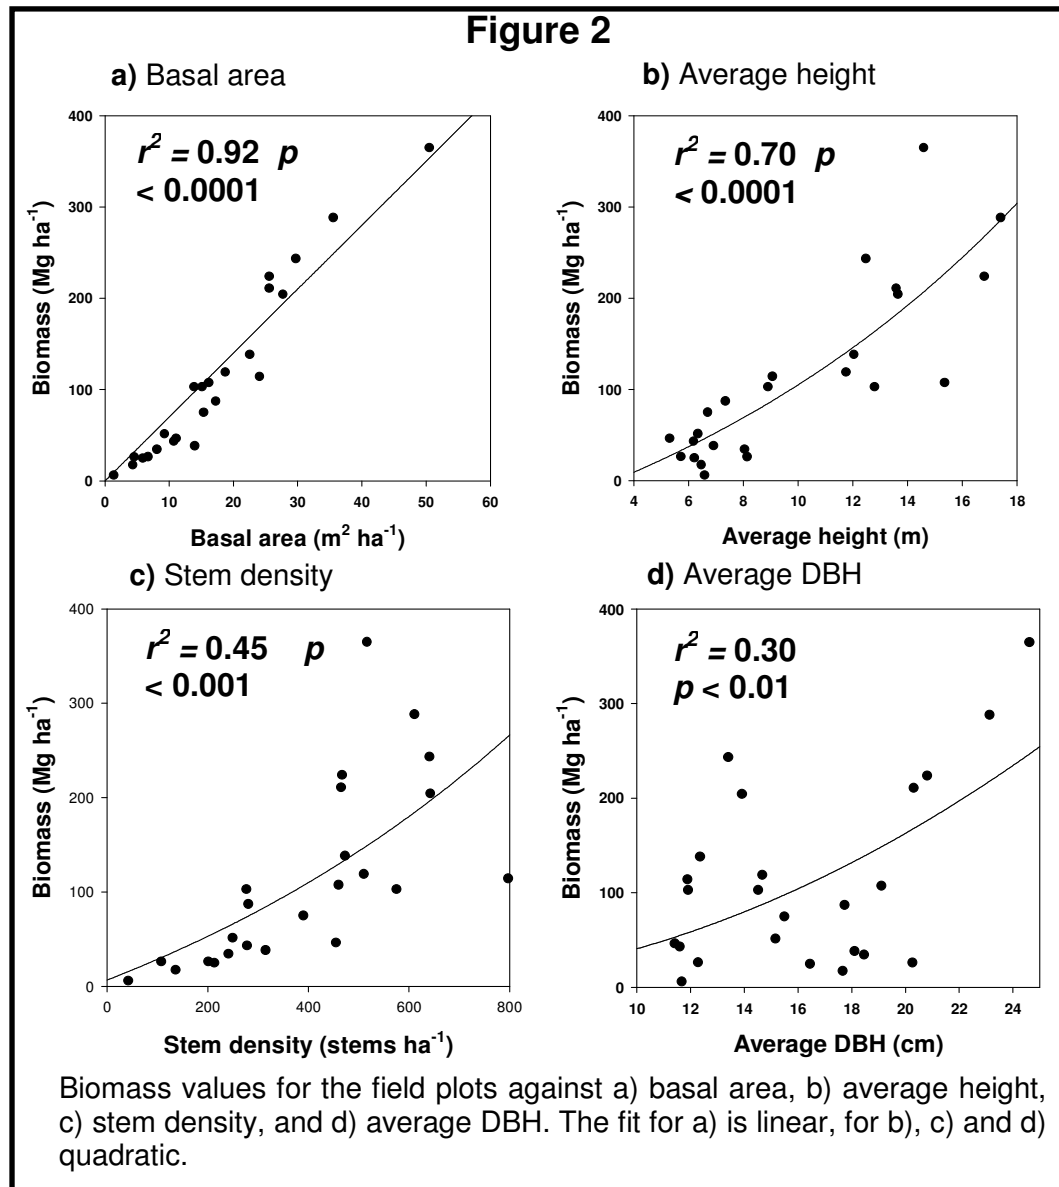 Figure 2
a) Basal area
r² = 0.92 p
< 0.0001
400
300
200
100
0
Biomass (Mg ha⁻¹)
0 10 20 30 40 50 60
Basal area (m² ha⁻¹)
b) Average height
r² = 0.70 p
< 0.0001
400
300
200
100
0
Biomass (Mg ha⁻¹)
4 6 8 10 12 14 16 18
Average height (m)
c) Stem density
r² = 0.45 p
< 0.001
400
300
200
100
0
Biomass (Mg ha⁻¹)
0 200 400 600 800
Stem density (stems ha⁻¹)
d) Average DBH
r² = 0.30
p < 0.01
400
300
200
100
0
Biomass (Mg ha⁻¹)
10 12 14 16 18 20 22 24
Average DBH (cm)
Biomass values for the field plots against a) basal area, b) average height,
c) stem density, and d) average DBH. The fit for a) is linear, for b), c) and d)
quadratic.